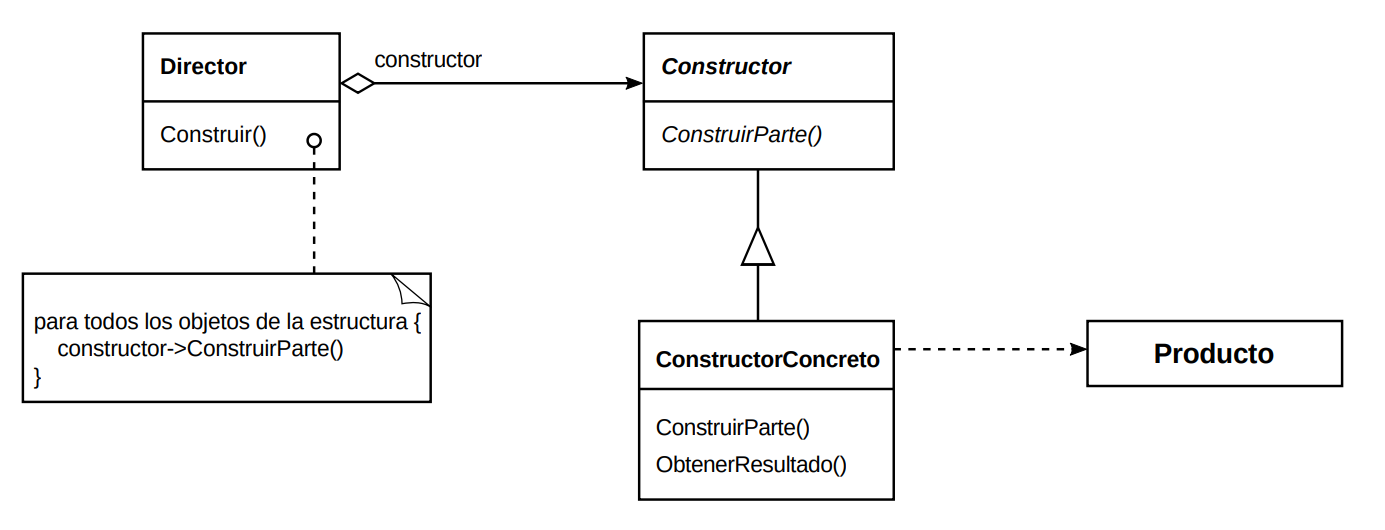 Director
constructor
Constructor
Construir()
ConstruirParte()
para todos los objetos de la estructura {
constructor->ConstruirParte()
}
ConstructorConcreto
Producto
ConstruirParte()
ObtenerResultado()